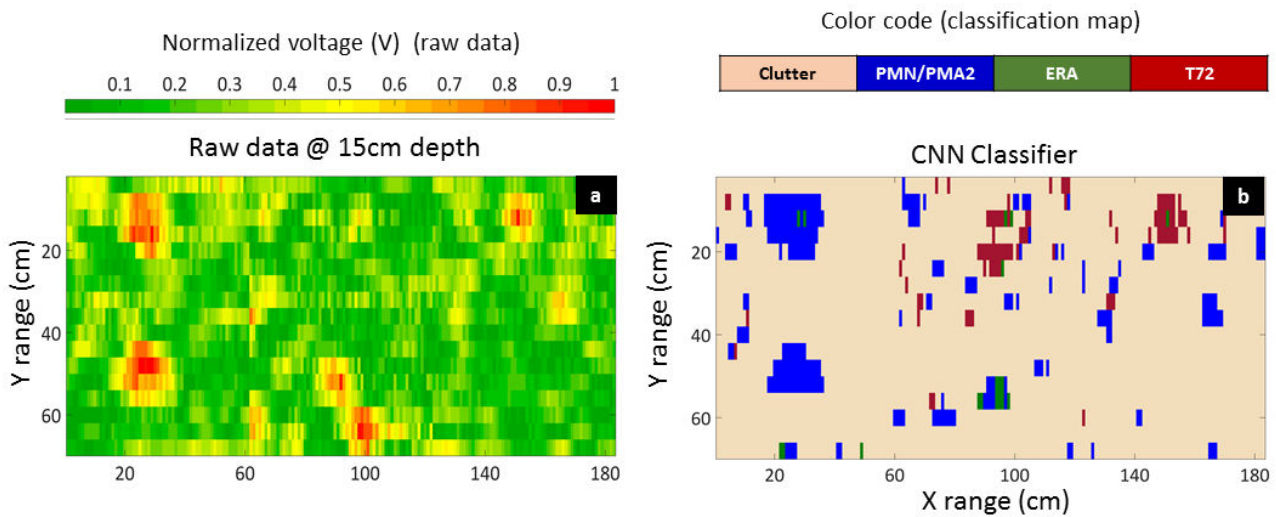 Color code (classification map)
Normalized voltage (V) (raw data)
Clutter PMN/PMA2 ERA T72
0.1 0.2 0.3 0.4 0.5 0.6 0.7 0.8 0.9 1
Raw data @ 15cm depth
CNN Classifier
a
b
Y range (cm)
20
40
60
20 60 100 140 183
Y range (cm)
20
40
60
20 60 100 140 183
X range (cm)